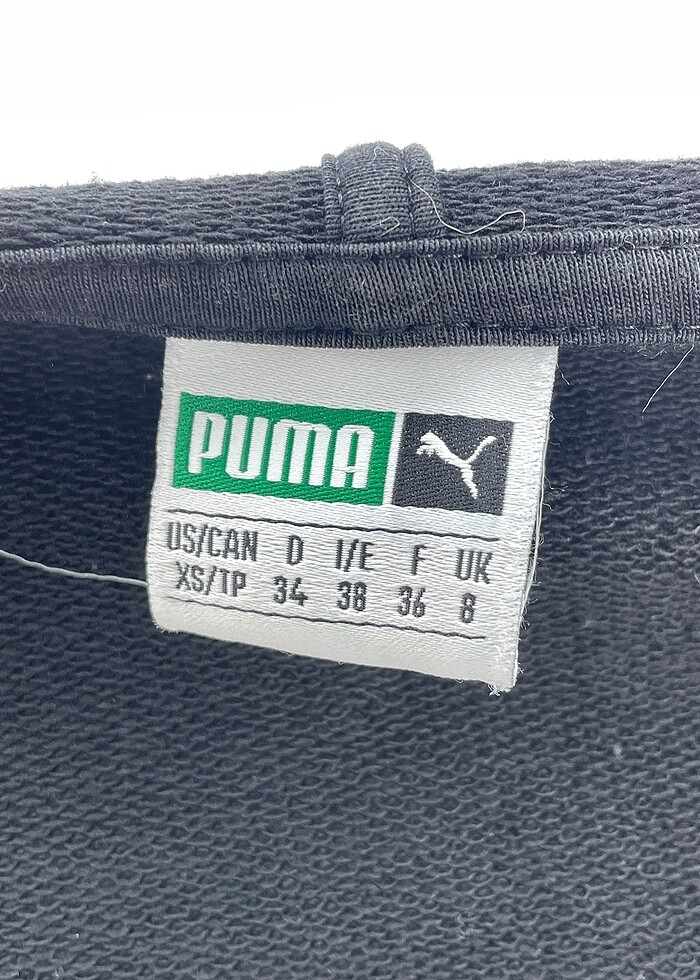 PUMA
US/CAN D I/E F UK
XS/TP 34 38 36 8